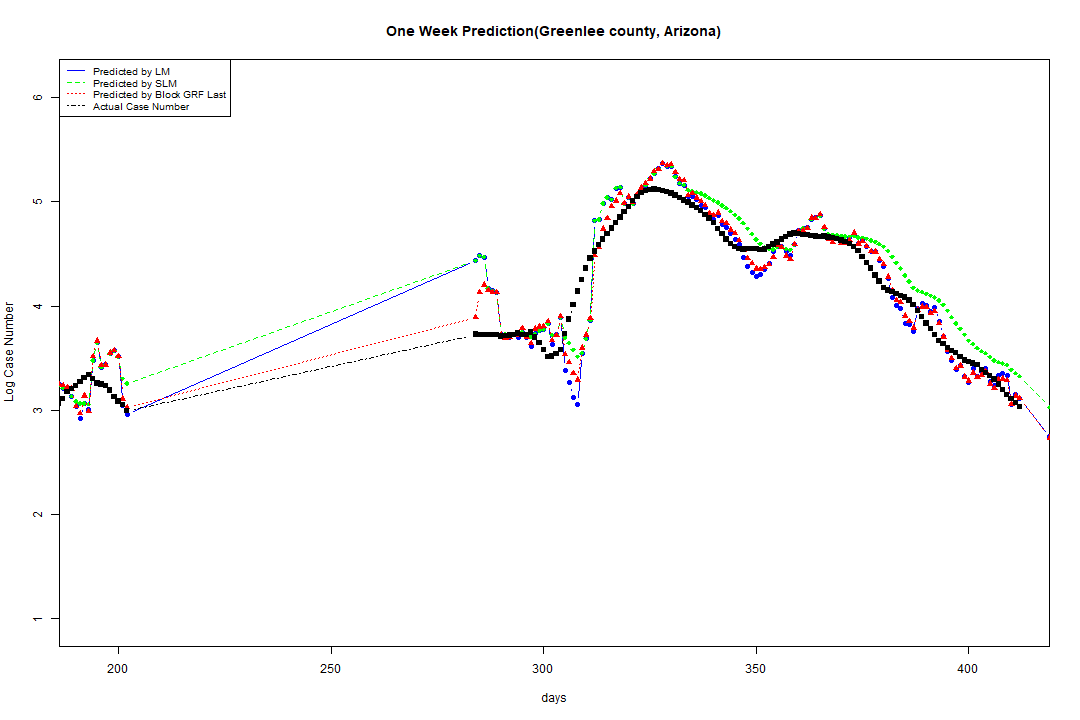 One Week Prediction(Greenlee county, Arizona)
Predicted by LM
Predicted by SLM
Predicted by Block GRF Last
Actual Case Number
Log Case Number
6
5
4
3
2
1
200
250
300
350
400
days